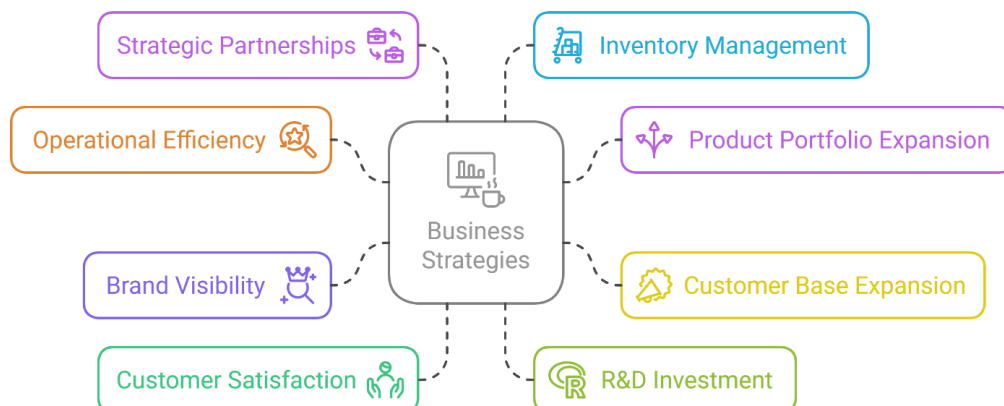 Strategic Partnerships
Inventory Management
Operational Efficiency
Product Portfolio Expansion
Business
Strategies
Brand Visibility
Customer Base Expansion
Customer Satisfaction
R&D Investment